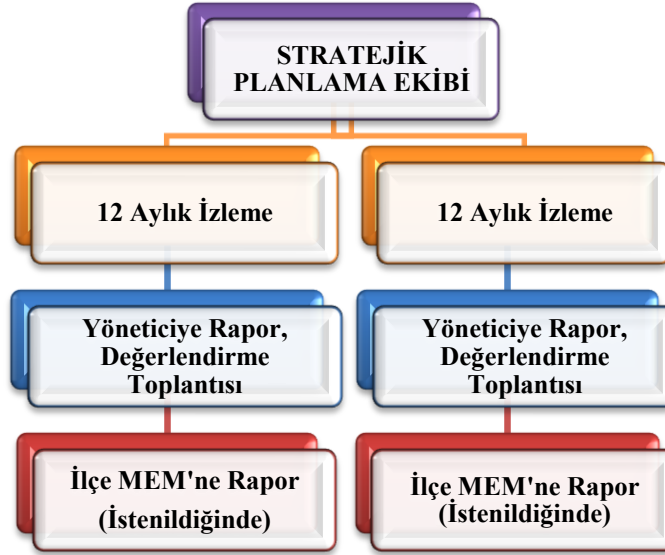 STRATEJİK
PLANLAMA EKİBİ
12 Aylık İzleme
12 Aylık İzleme
Yöneticiye Rapor,
Değerlendirme
Toplantısı
Yöneticiye Rapor,
Değerlendirme
Toplantısı
İlçe MEM'ne Rapor
(İstenildiğinde)
İlçe MEM'ne Rapor
(İstenildiğinde)